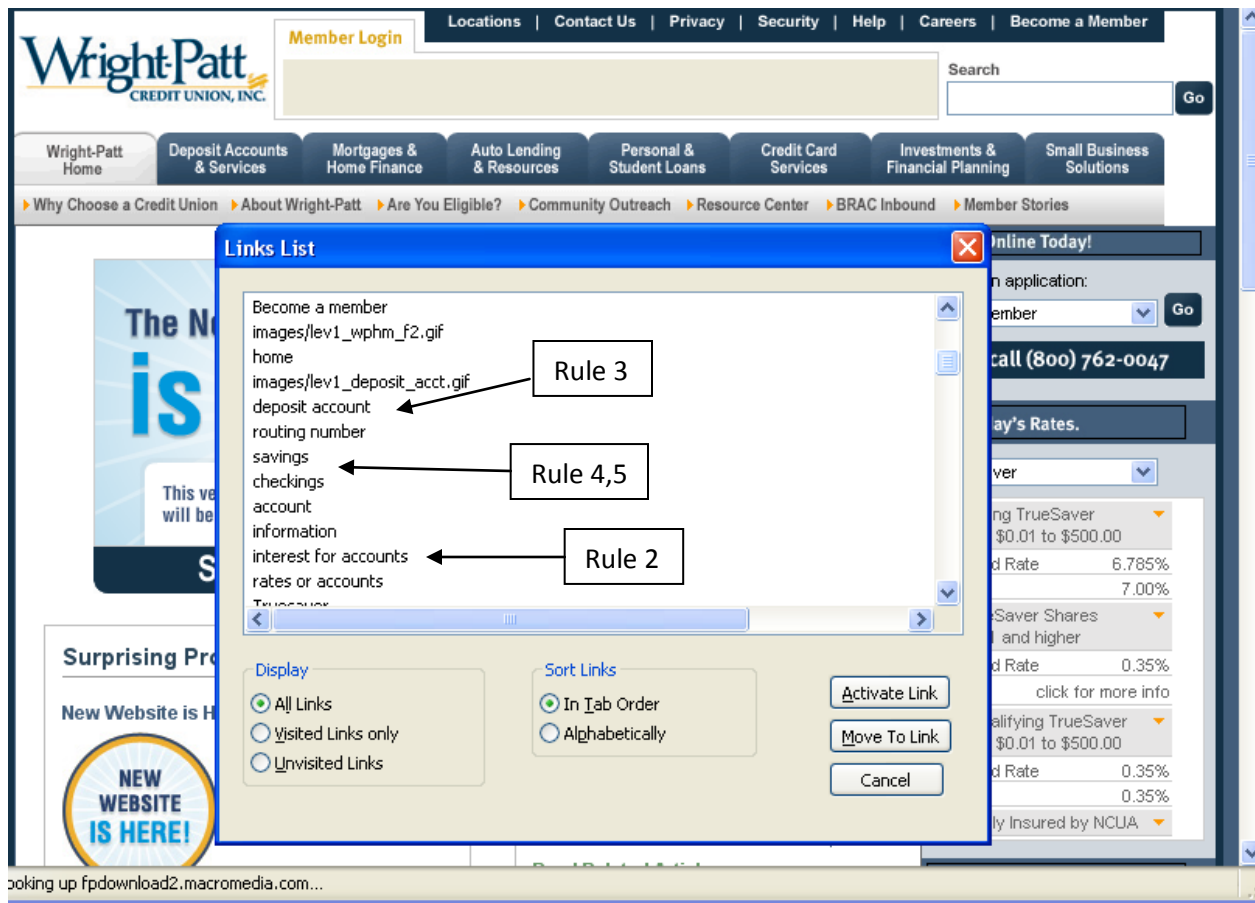 Locations | Contact Us | Privacy | Security | Help | Careers | Become a Member
Wright-Patt
CREDIT UNION, INC.
Member Login
Search
Go
Wright-Patt Home
Deposit Accounts & Services
Mortgages & Home Finance
Auto Lending & Resources
Personal & Student Loans
Credit Card Services
Investments & Financial Planning
Small Business Solutions
Why Choose a Credit Union About Wright-Patt Are You Eligible? Community Outreach Resource Center BRAC Inbound Member Stories
Links List
Become a member
images/lev1_wphm_f2.gif
home
images/lev1_deposit_acct.gif
deposit account
routing number
savings
checkings
account
information
interest for accounts
rates or accounts
Truesaver
Rule 3
Rule 4,5
Rule 2
Display
All Links
Visited Links only
Unvisited Links
Sort Links
In Tab Order
Alphabetically
Activate Link
Move To Link
Cancel
The N
is
This ve
will be
S
Surprising Pro
New Website is H
NEW
WEBSITE
IS HERE!
Online Today!
n application:
ember
Go
call (800) 762-0047
ay's Rates.
ver
ng TrueSaver
$0.01 to $500.00
d Rate 6.785%
7.00%
eSaver Shares
and higher
d Rate 0.35%
click for more info
alifying TrueSaver
$0.01 to $500.00
d Rate 0.35%
0.35%
ly Insured by NCUA
ooking up fpdownload2.macromedia.com...